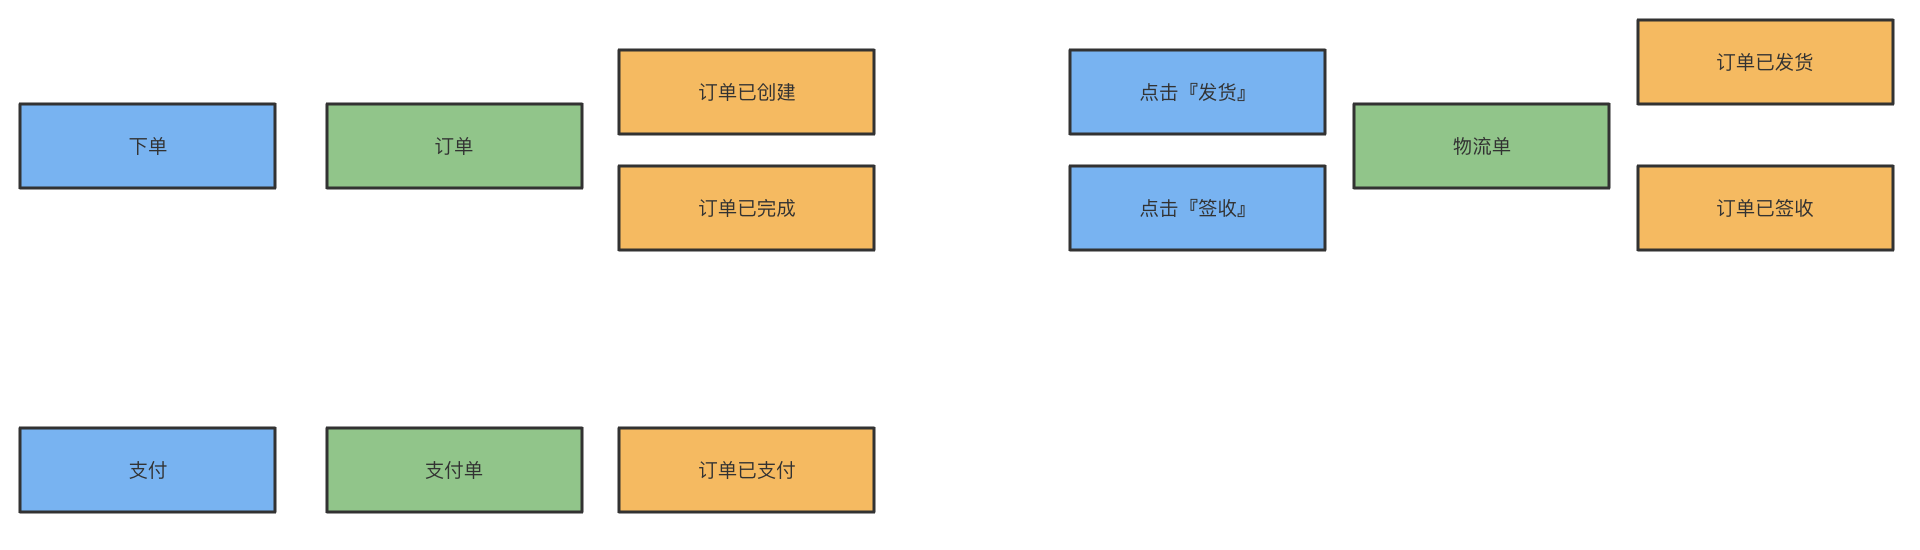 下单
订单
订单已创建
订单已完成
点击『发货』
点击『签收』
物流单
订单已发货
订单已签收
支付
支付单
订单已支付